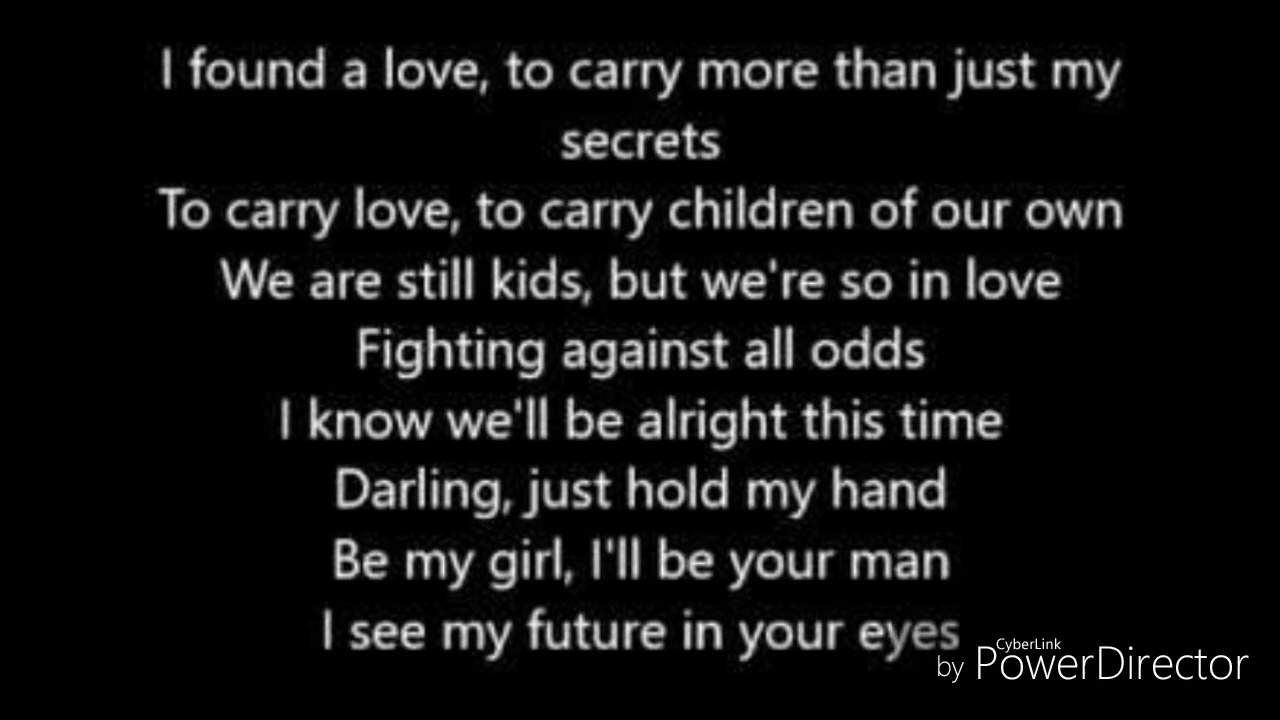 I found a love, to carry more than just my
secrets
To carry love, to carry children of our own
We are still kids, but we're so in love
Fighting against all odds
I know we'll be alright this time
Darling, just hold my hand
Be my girl, I'll be your man
I see my future in your eyes
CyberLink
by PowerDirector